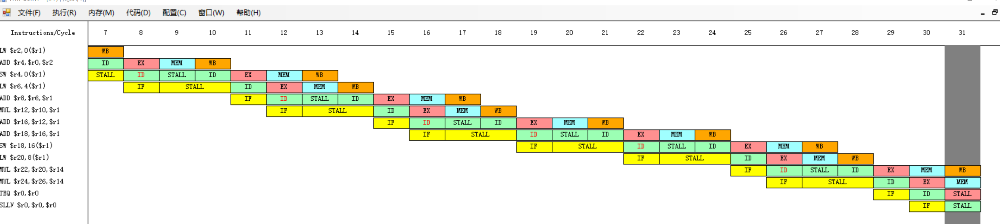 文件(F) 执行(R) 内存(M) 代码(D) 配置(C) 窗口(W) 帮助(H)
Instructions/Cycle 7 8 9 10 11 12 13 14 15 16 17 18 19 20 21 22 23 24 25 26 27 28 29 30 31
LW $r2,0($r1) WB
ADD $r4,$r0,$r2 ID EX MEM WB
SW $r4,0($r1) STALL ID STALL ID EX MEM WB
LW $r6,4($r1) IF STALL ID EX MEM WB
ADD $r8,$r6,$r1 IF ID STALL ID EX MEM WB
MUL $r12,$r10,$r1 IF STALL ID EX MEM WB
ADD $r16,$r12,$r1 IF ID STALL ID EX MEM WB
ADD $r18,$r16,$r1 IF STALL ID STALL ID EX MEM WB
SW $r18,16($r1) IF STALL ID STALL ID EX MEM WB
LW $r20,8($r1) IF STALL ID EX MEM WB
MUL $r22,$r20,$r14 IF ID STALL ID EX MEM WB
MUL $r24,$r26,$r14 IF STALL ID EX MEM
TEQ $r0,$r0 IF ID STALL
SLLV $r0,$r0,$r0 IF STALL